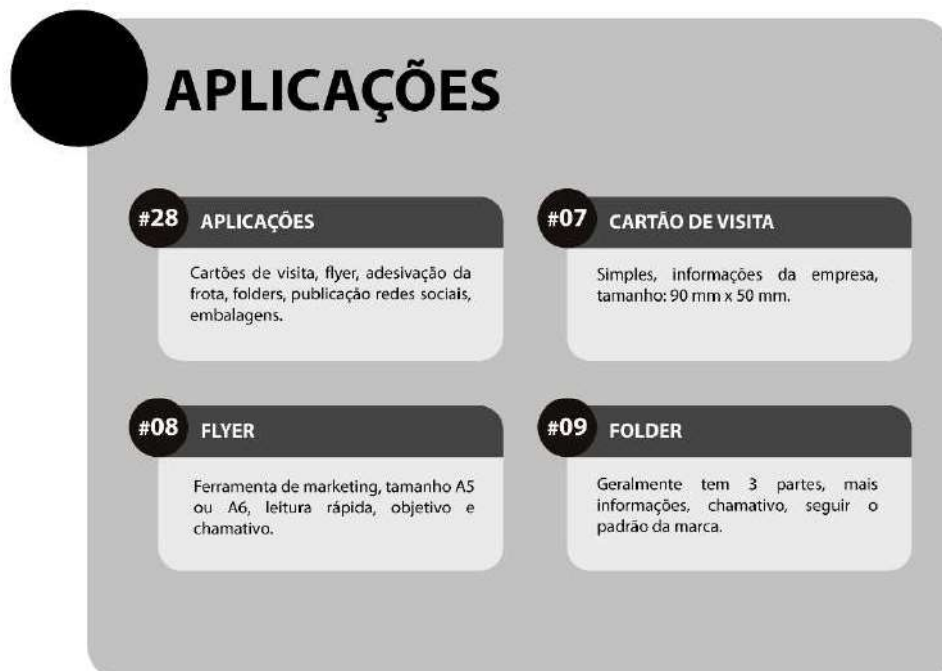 APLICAÇÕES
#28 APLICAÇÕES
Cartões de visita, flyer, adesivação da
frota, folders, publicação redes sociais,
embalagens.
#07 CARTÃO DE VISITA
Simples, informações da empresa,
tamanho: 90 mm x 50 mm.
#08 FLYER
Ferramenta de marketing, tamanho A5
ou A6, leitura rápida, objetivo e
chamativo.
#09 FOLDER
Geralmente tem 3 partes, mais
informações, chamativo, seguir o
padrão da marca.